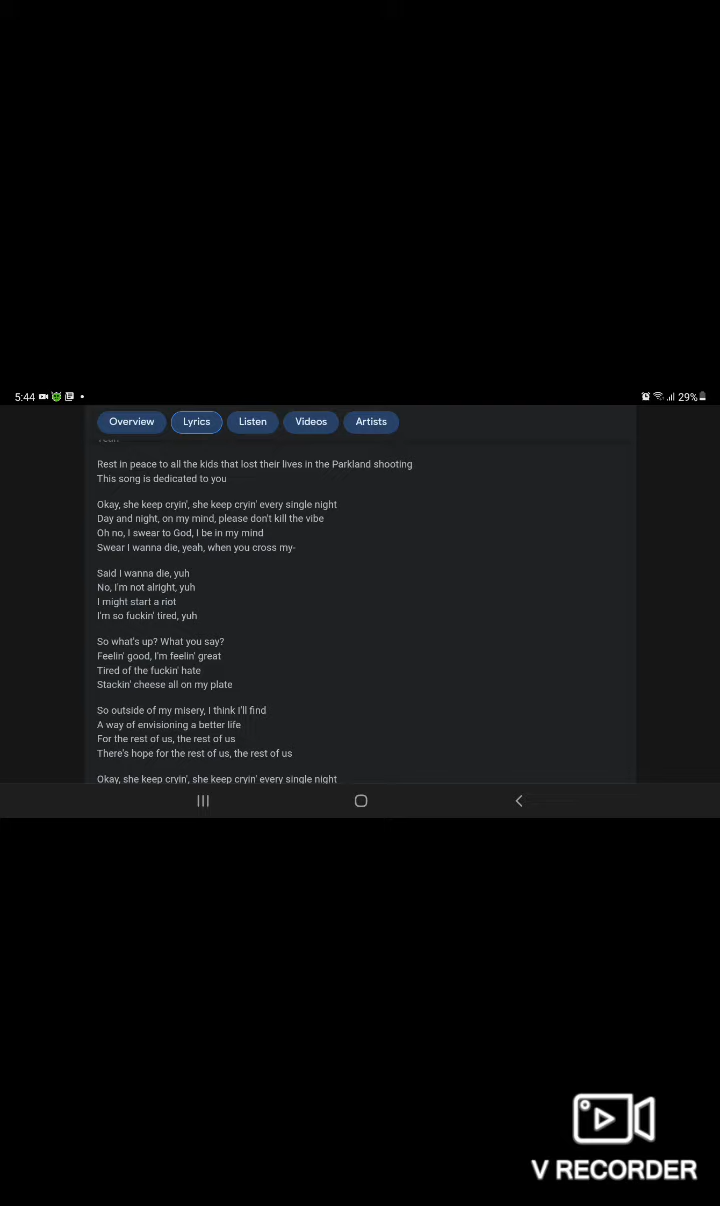 5:44
29%
Overview Lyrics Listen Videos Artists
Yeah
Rest in peace to all the kids that lost their lives in the Parkland shooting
This song is dedicated to you
Okay, she keep cryin', she keep cryin' every single night
Day and night, on my mind, please don't kill the vibe
Oh no, I swear to God, I be in my mind
Swear I wanna die, yeah, when you cross my-
Said I wanna die, yuh
No, I'm not alright, yuh
I might start a riot
I'm so fuckin' tired, yuh
So what's up? What you say?
Feelin' good, I'm feelin' great
Tired of the fuckin' hate
Stackin' cheese all on my plate
So outside of my misery, I think I'll find
A way of envisioning a better life
For the rest of us, the rest of us
There's hope for the rest of us, the rest of us
Okay, she keep cryin', she keep cryin' every single night
V RECORDER